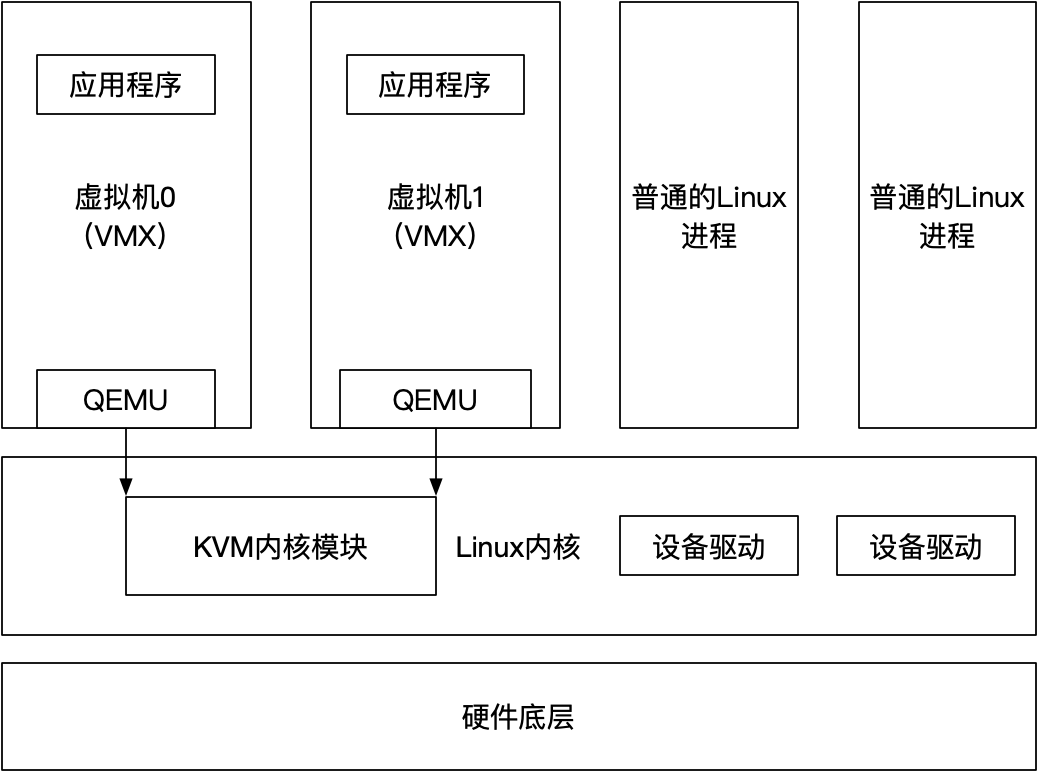 应用程序
应用程序
虚拟机0
（VMX）
虚拟机1
（VMX）
普通的Linux
进程
普通的Linux
进程
QEMU
QEMU
KVM内核模块
Linux内核
设备驱动
设备驱动
硬件底层